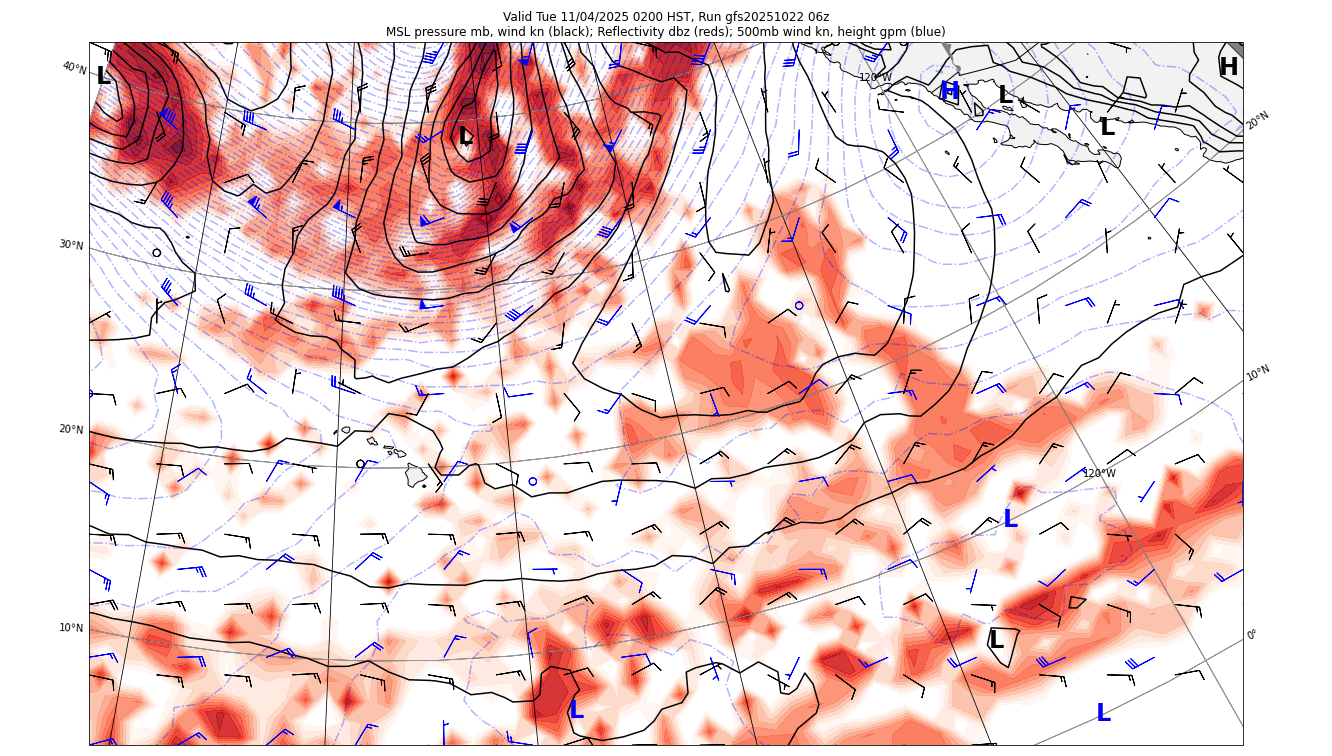 Valid Tue 11/04/2025 0200 HST, Run gfs20251022 06z
MSL pressure mb, wind kn (black); Reflectivity dbz (reds); 500mb wind kn, height gpm (blue)
L
40°N
120°W
H
L
H
L
L
20°N
30°N
10°N
20°N
120°W
L
10°N
L
0°
L
L